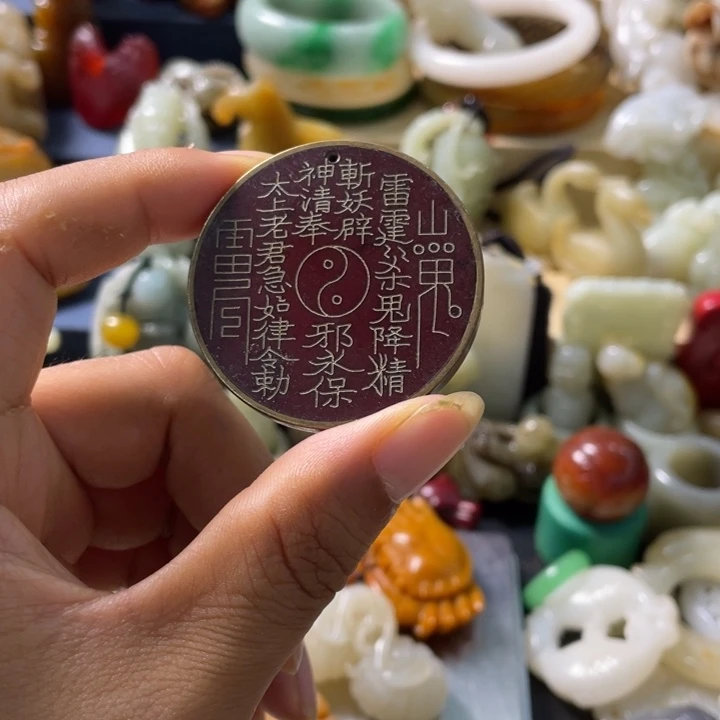 雷霆杀鬼降精
斬妖辟
邪永保
神清奉
太上老君急如律令勅